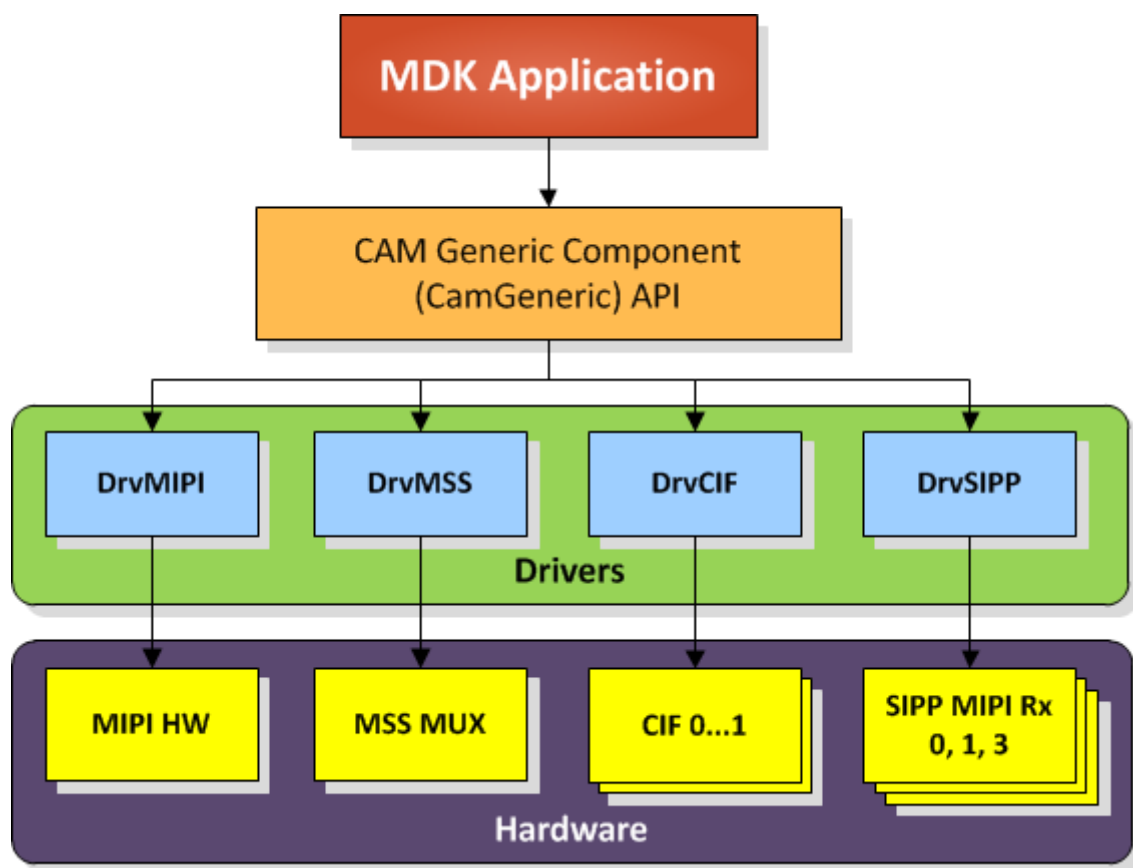 MDK Application
CAM Generic Component
(CamGeneric) API
DrvMIPI
DrvMSS
DrvCIF
DrvSIPP
Drivers
MIPI HW
MSS MUX
CIF 0...1
SIPP MIPI Rx
0, 1, 3
Hardware